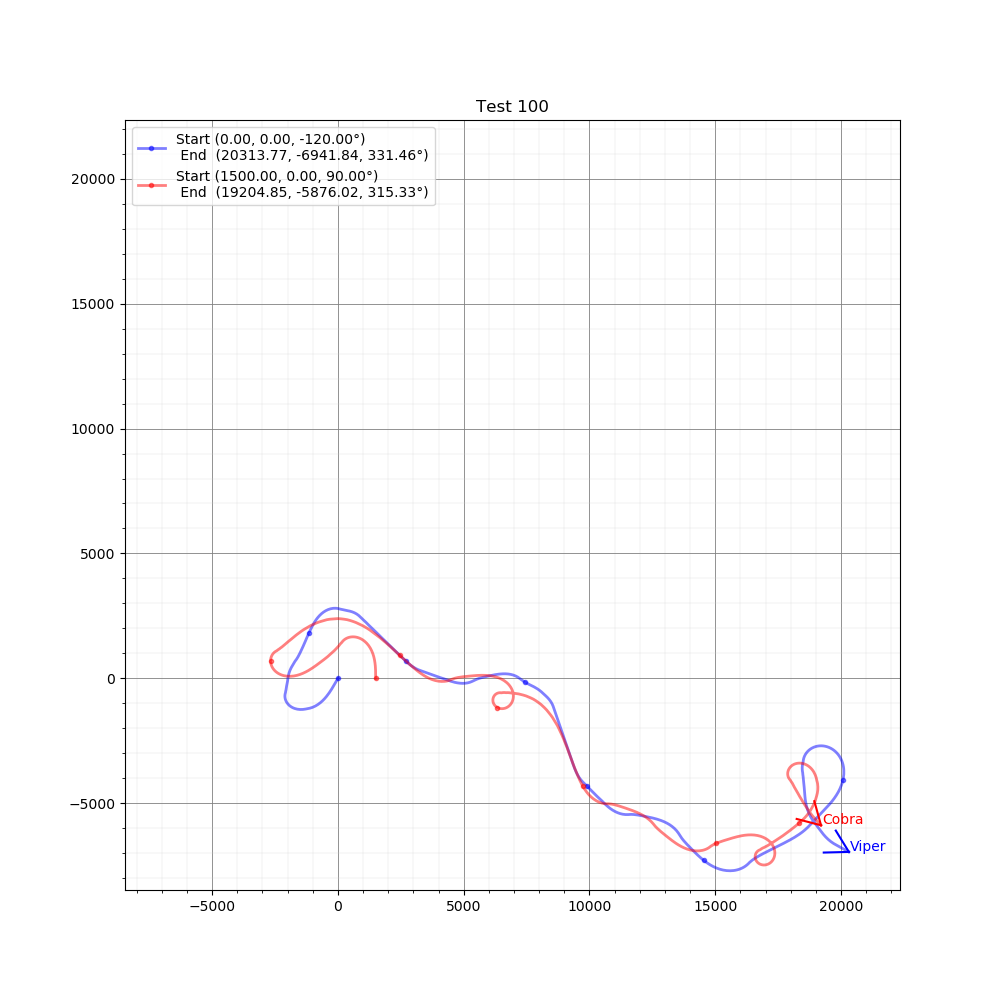 Test 100
Start (0.00, 0.00, -120.00°)
End  (20313.77, -6941.84, 331.46°)
Start (1500.00, 0.00, 90.00°)
End  (19204.85, -5876.02, 315.33°)
20000
15000
10000
5000
0
−5000
Cobra
Viper
−5000
0
5000
10000
15000
20000